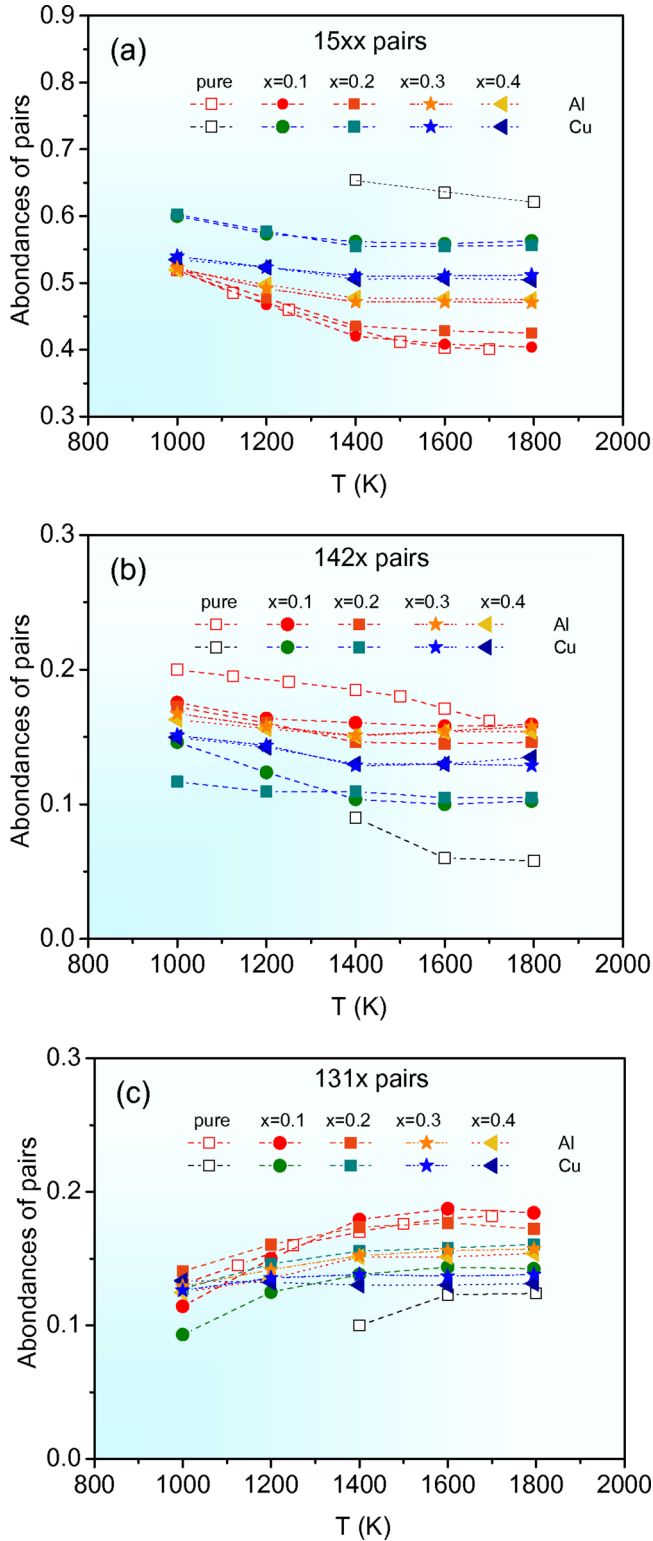 0.9
(a)
15xx pairs
pure x=0.1 x=0.2 x=0.3 x=0.4
Al
Cu
0.8
0.7
0.6
0.5
0.4
0.3
Abondances of pairs
800 1000 1200 1400 1600 1800 2000
T (K)
0.3
(b)
142x pairs
pure x=0.1 x=0.2 x=0.3 x=0.4
Al
Cu
0.2
0.1
0.0
Abondances of pairs
800 1000 1200 1400 1600 1800 2000
T (K)
0.3
(c)
131x pairs
pure x=0.1 x=0.2 x=0.3 x=0.4
Al
Cu
0.2
0.1
0.0
Abondances of pairs
800 1000 1200 1400 1600 1800 2000
T (K)